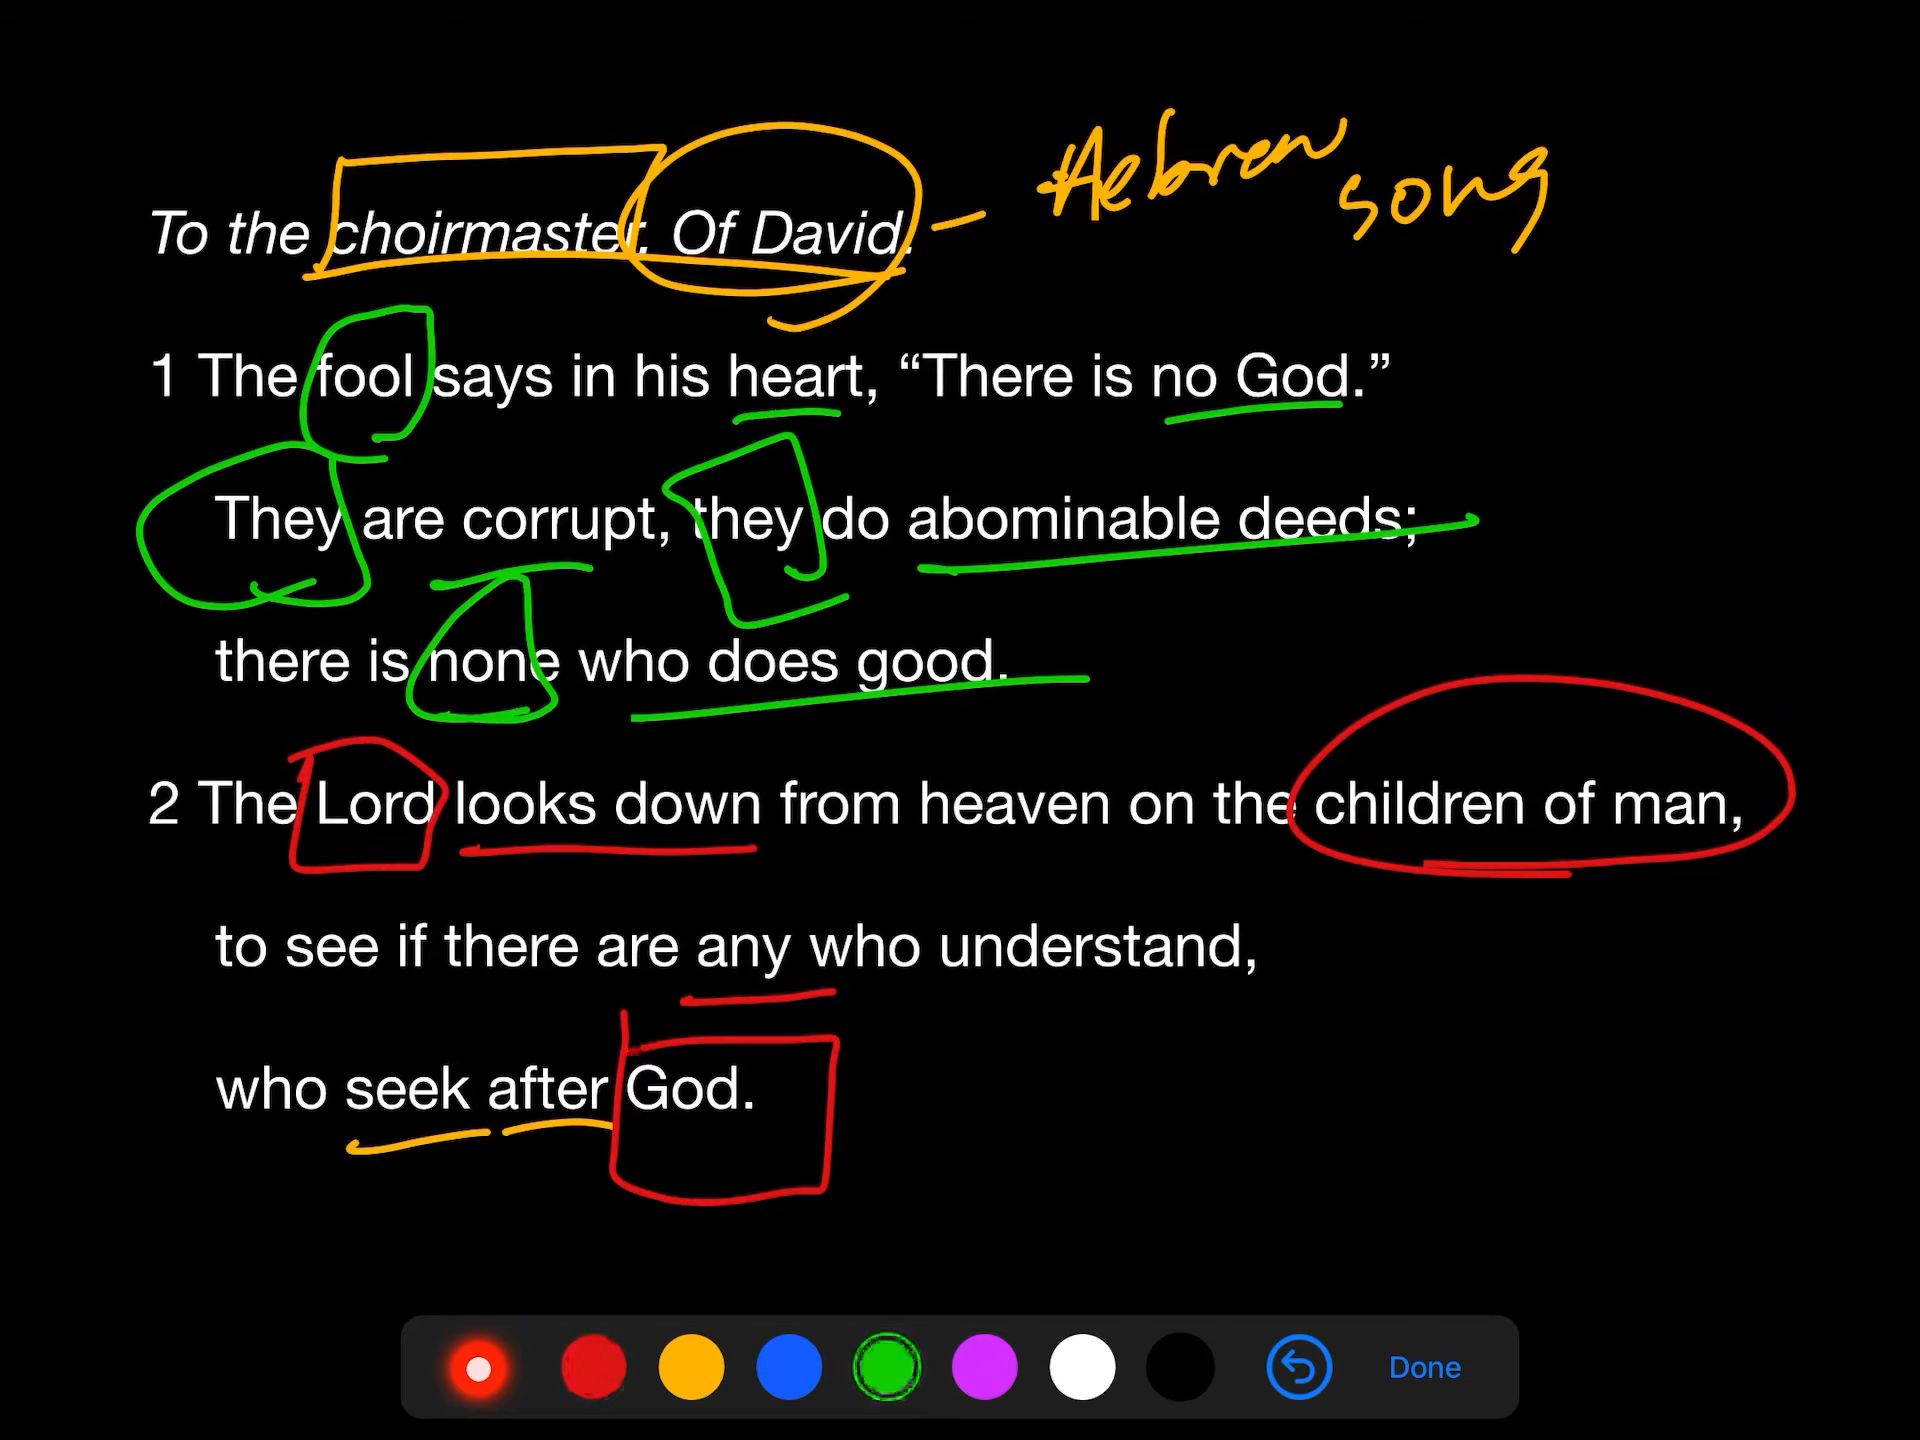 To the choirmaster. Of David. – Hebrew song
1 The fool says in his heart, “There is no God.”
They are corrupt, they do abominable deeds;
there is none who does good.
2 The Lord looks down from heaven on the children of man,
to see if there are any who understand,
who seek after God.
Done